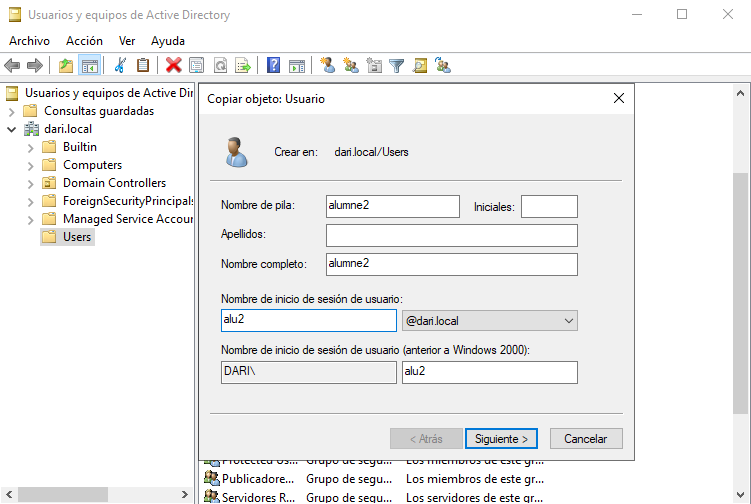 Usuarios y equipos de Active Directory
Archivo Acción Ver Ayuda
Usuarios y equipos de Active Dire
Consultas guardadas
dari.local
Builtin
Computers
Domain Controllers
ForeignSecurityPrincipals
Managed Service Accour
Users
Copiar objeto: Usuario
Crear en: dari.local/Users
Nombre de pila: alumne2 Iniciales:
Apellidos:
Nombre completo: alumne2
Nombre de inicio de sesión de usuario:
alu2 @dari.local
Nombre de inicio de sesión de usuario (anterior a Windows 2000):
DARI\ alu2
< Atrás Siguiente > Cancelar
Protected Us... Grupo de segu... Los miembros de este gr...
Publicadore... Grupo de segu... Los miembros de este gr...
Servidores R... Grupo de segu... Los servidores de este gr...